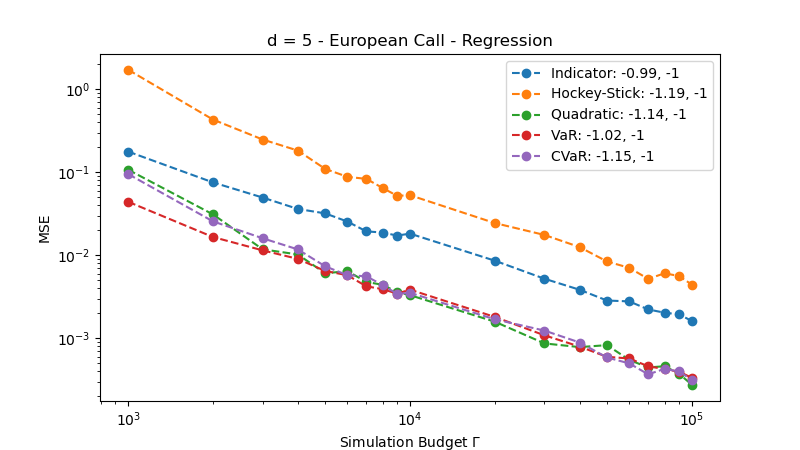 d = 5 - European Call - Regression
Indicator: -0.99, -1
Hockey-Stick: -1.19, -1
Quadratic: -1.14, -1
VaR: -1.02, -1
CVaR: -1.15, -1
MSE
10⁰
10⁻¹
10⁻²
10⁻³
10³
10⁴
10⁵
Simulation Budget Γ